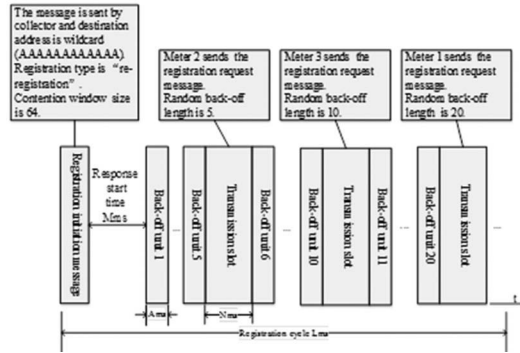 The message is sent by
collector and destination
address is wildcard
(AAAAAAAAAAAA).
Registration type is “re-
registration”.
Contention window size
is 64.
Meter 2 sends the
registration request
message.
Random back-off
length is 5.
Meter 3 sends the
registration request
message.
Random back-off
length is 10.
Meter 1 sends the
registration request
message.
Random back-off
length is 20.
Registration initiation message
Response
start
time
Mms
Back-off unit 1
...
Back-off unit 5
Transmission slot
Back-off unit 6
...
Back-off unit 10
Transmission slot
Back-off unit 11
...
Back-off unit 20
Transmission slot
...
t
Ams
Nms
Registration cycle Lms